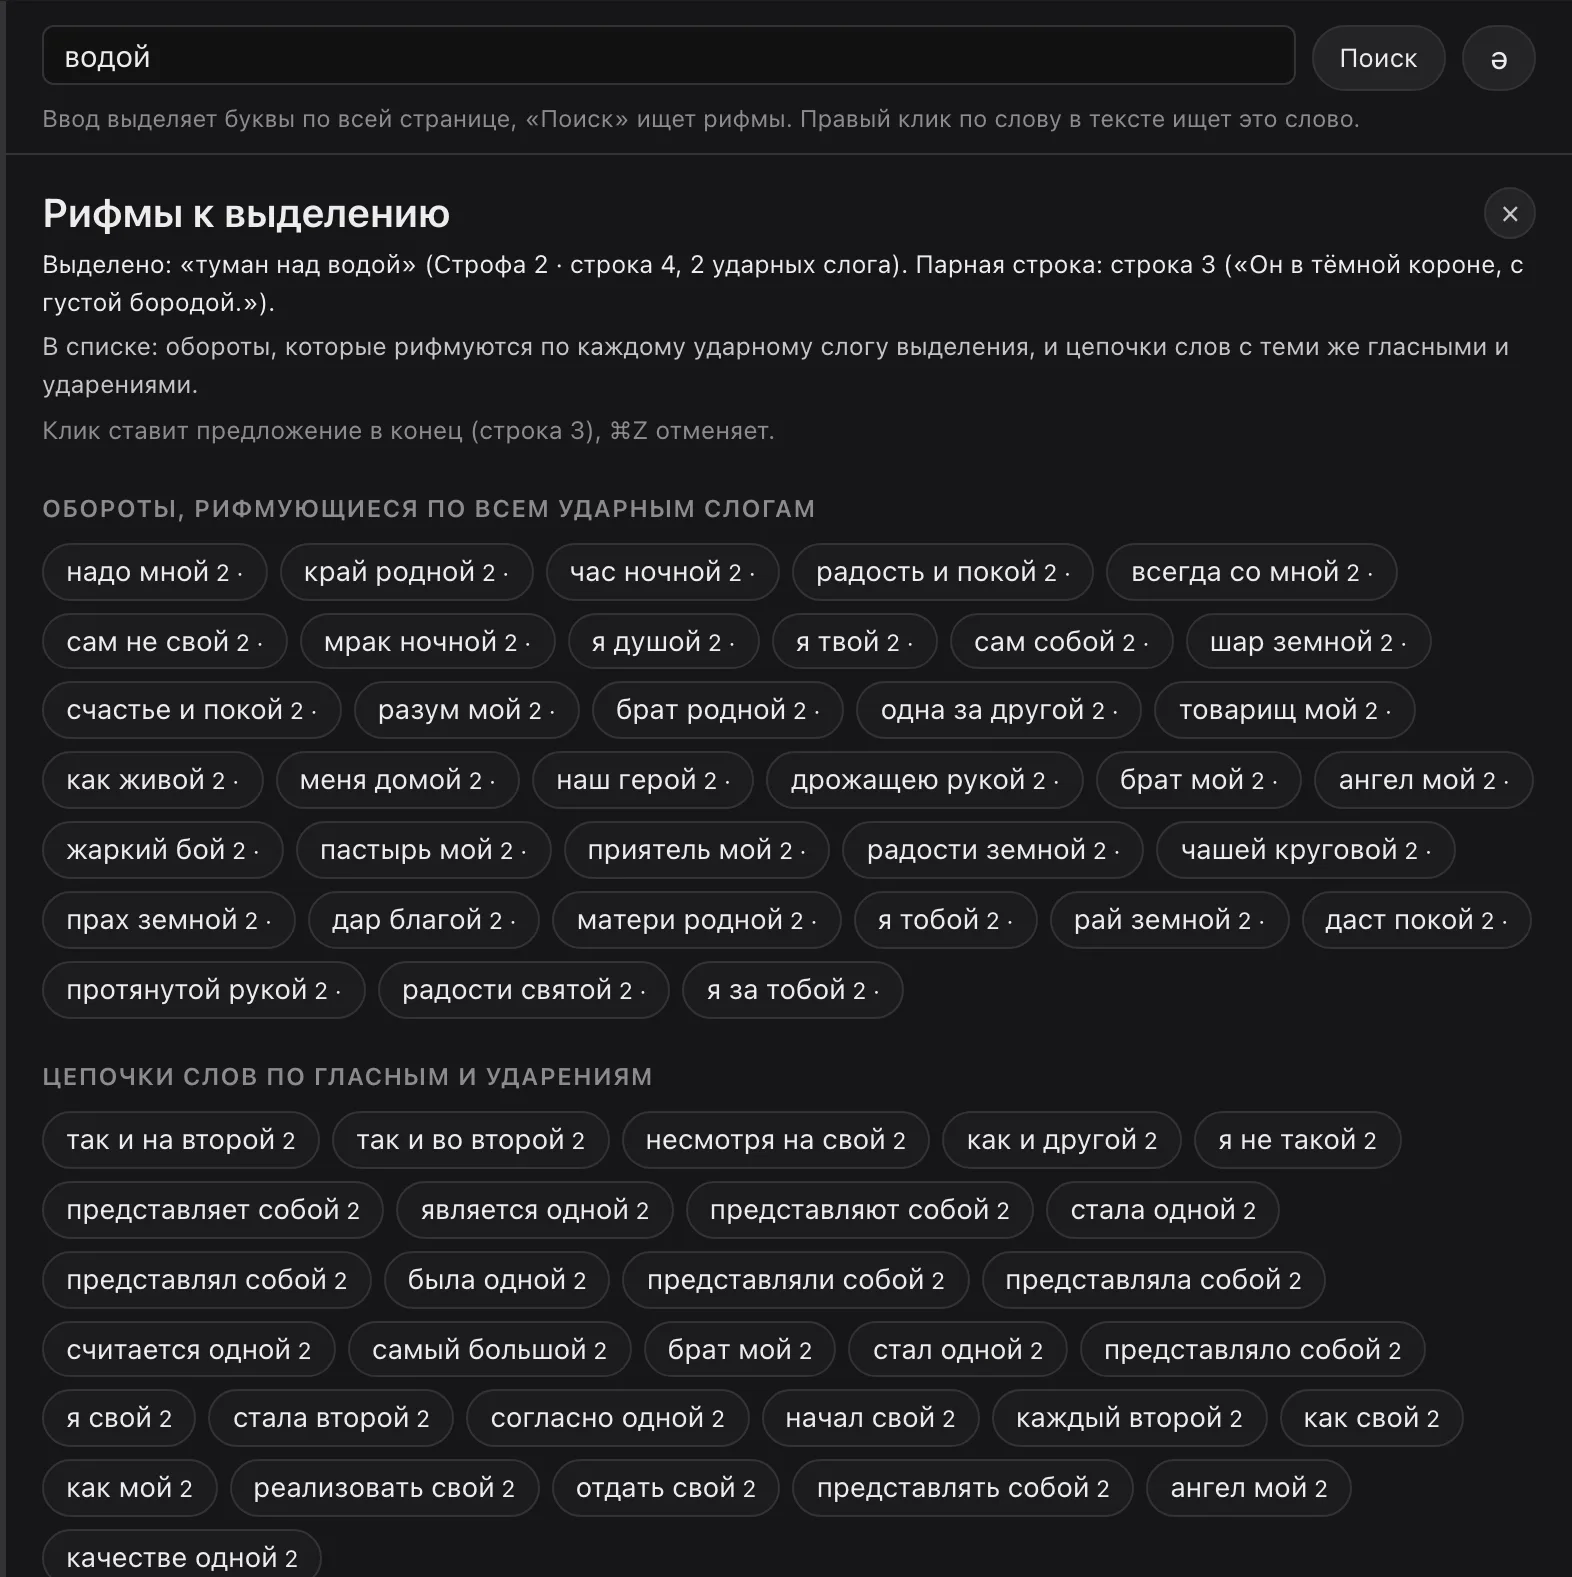 водой Поиск ə
Ввод выделяет буквы по всей странице, «Поиск» ищет рифмы. Правый клик по слову в тексте ищет это слово.
Рифмы к выделению ×
Выделено: «туман над водой» (Строфа 2 · строка 4, 2 ударных слога). Парная строка: строка 3 («Он в тёмной короне, с
густой бородой.»).
В списке: обороты, которые рифмуются по каждому ударному слогу выделения, и цепочки слов с теми же гласными и
ударениями.
Клик ставит предложение в конец (строка 3), ⌘Z отменяет.
ОБОРОТЫ, РИФМУЮЩИЕСЯ ПО ВСЕМ УДАРНЫМ СЛОГАМ
надо мной 2 · край родной 2 · час ночной 2 · радость и покой 2 · всегда со мной 2 ·
сам не свой 2 · мрак ночной 2 · я душой 2 · я твой 2 · сам собой 2 · шар земной 2 ·
счастье и покой 2 · разум мой 2 · брат родной 2 · одна за другой 2 · товарищ мой 2 ·
как живой 2 · меня домой 2 · наш герой 2 · дрожащею рукой 2 · брат мой 2 · ангел мой 2 ·
жаркий бой 2 · пастырь мой 2 · приятель мой 2 · радости земной 2 · чашей круговой 2 ·
прах земной 2 · дар благой 2 · матери родной 2 · я тобой 2 · рай земной 2 · даст покой 2 ·
протянутой рукой 2 · радости святой 2 · я за тобой 2 ·
ЦЕПОЧКИ СЛОВ ПО ГЛАСНЫМ И УДАРЕНИЯМ
так и на второй 2 так и во второй 2 несмотря на свой 2 как и другой 2 я не такой 2
представляет собой 2 является одной 2 представляют собой 2 стала одной 2
представлял собой 2 была одной 2 представляли собой 2 представляла собой 2
считается одной 2 самый большой 2 брат мой 2 стал одной 2 представляло собой 2
я свой 2 стала второй 2 согласно одной 2 начал свой 2 каждый второй 2 как свой 2
как мой 2 реализовать свой 2 отдать свой 2 представлять собой 2 ангел мой 2
качестве одной 2